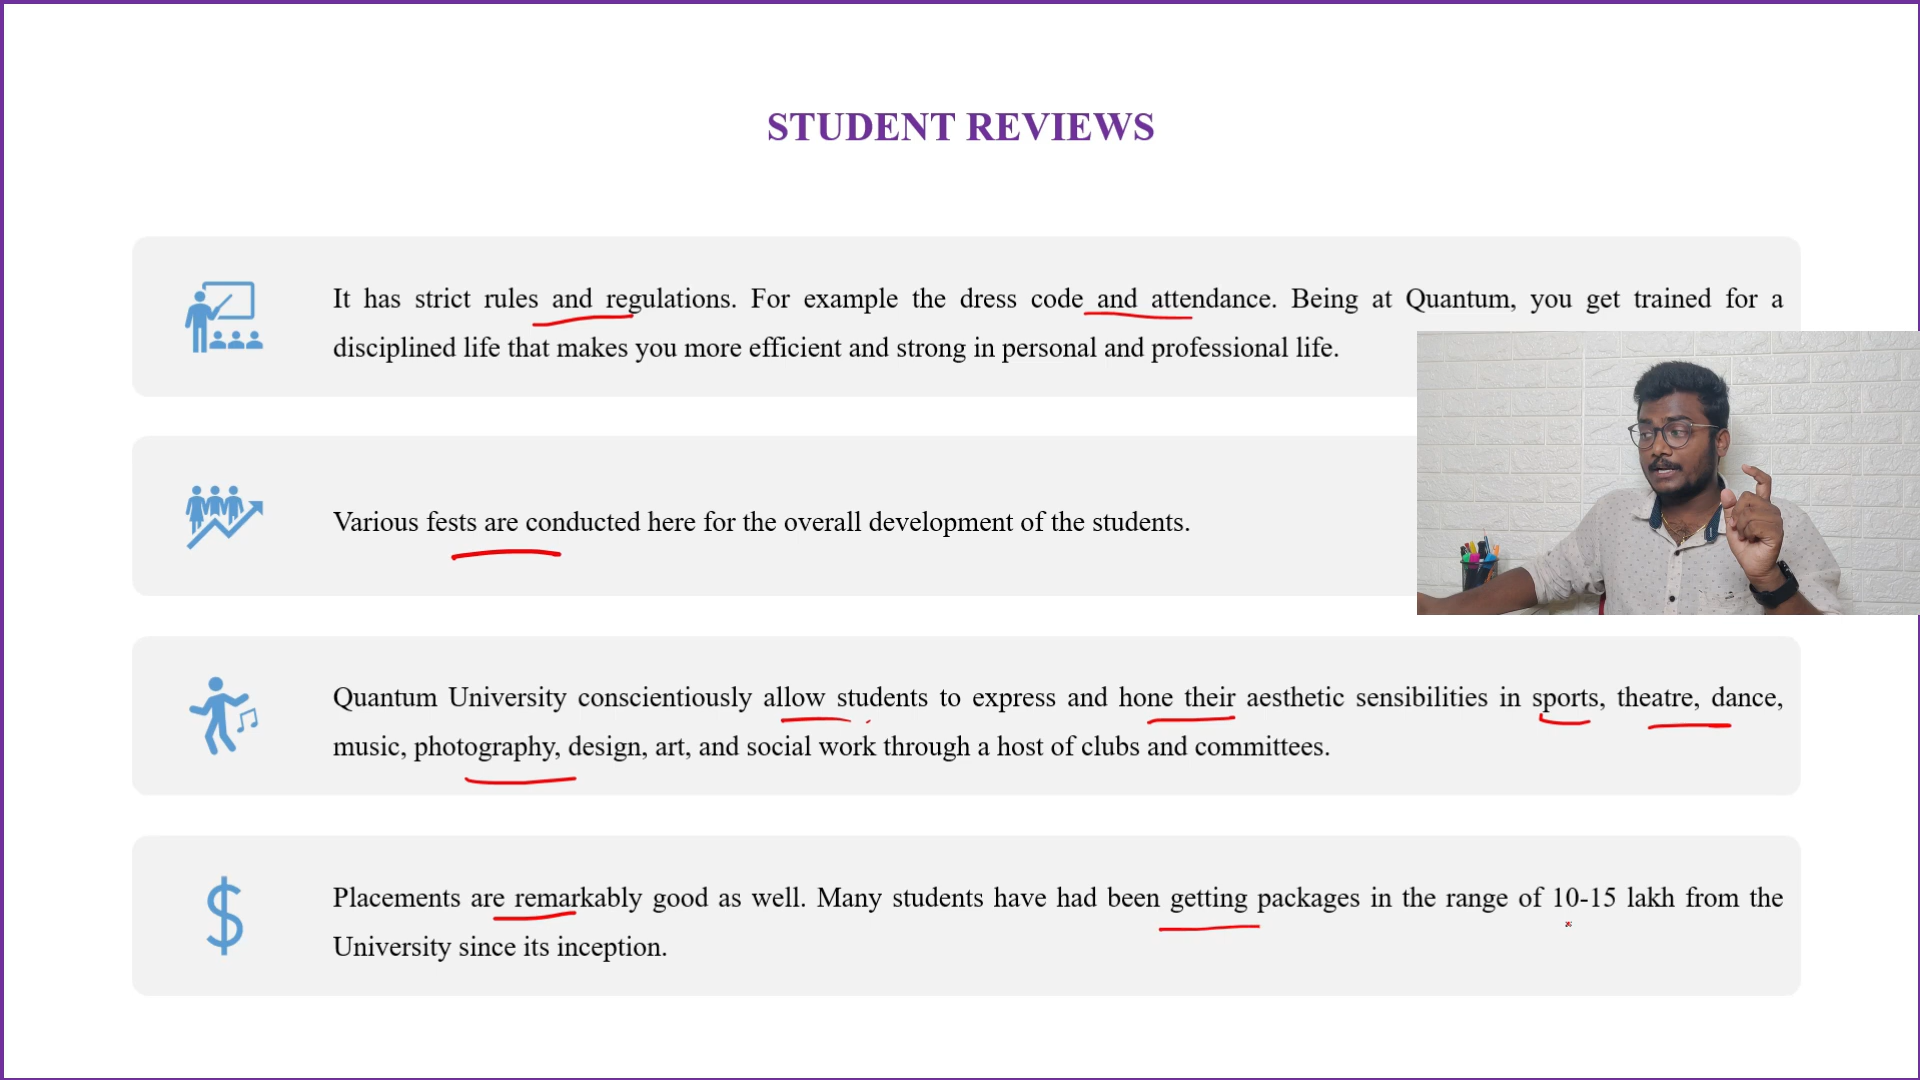 STUDENT REVIEWS
It has strict rules and regulations. For example the dress code and attendance. Being at Quantum, you get trained for a
disciplined life that makes you more efficient and strong in personal and professional life.
Various fests are conducted here for the overall development of the students.
Quantum University conscientiously allow students to express and hone their aesthetic sensibilities in sports, theatre, dance,
music, photography, design, art, and social work through a host of clubs and committees.
Placements are remarkably good as well. Many students have had been getting packages in the range of 10-15 lakh from the
University since its inception.